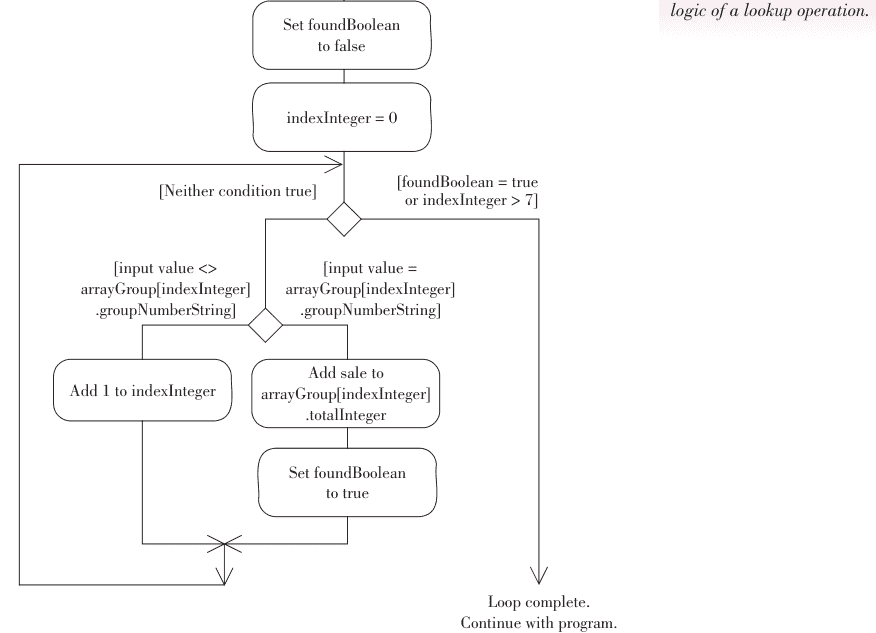 logic of a lookup operation.
Set foundBoolean
to false
indexInteger = 0
[Neither condition true]
[foundBoolean = true
or indexInteger > 7]
[input value <>
arrayGroup[indexInteger]
.groupNumberString]
[input value =
arrayGroup[indexInteger]
.groupNumberString]
Add 1 to indexInteger
Add sale to
arrayGroup[indexInteger]
.totalInteger
Set foundBoolean
to true
Loop complete.
Continue with program.